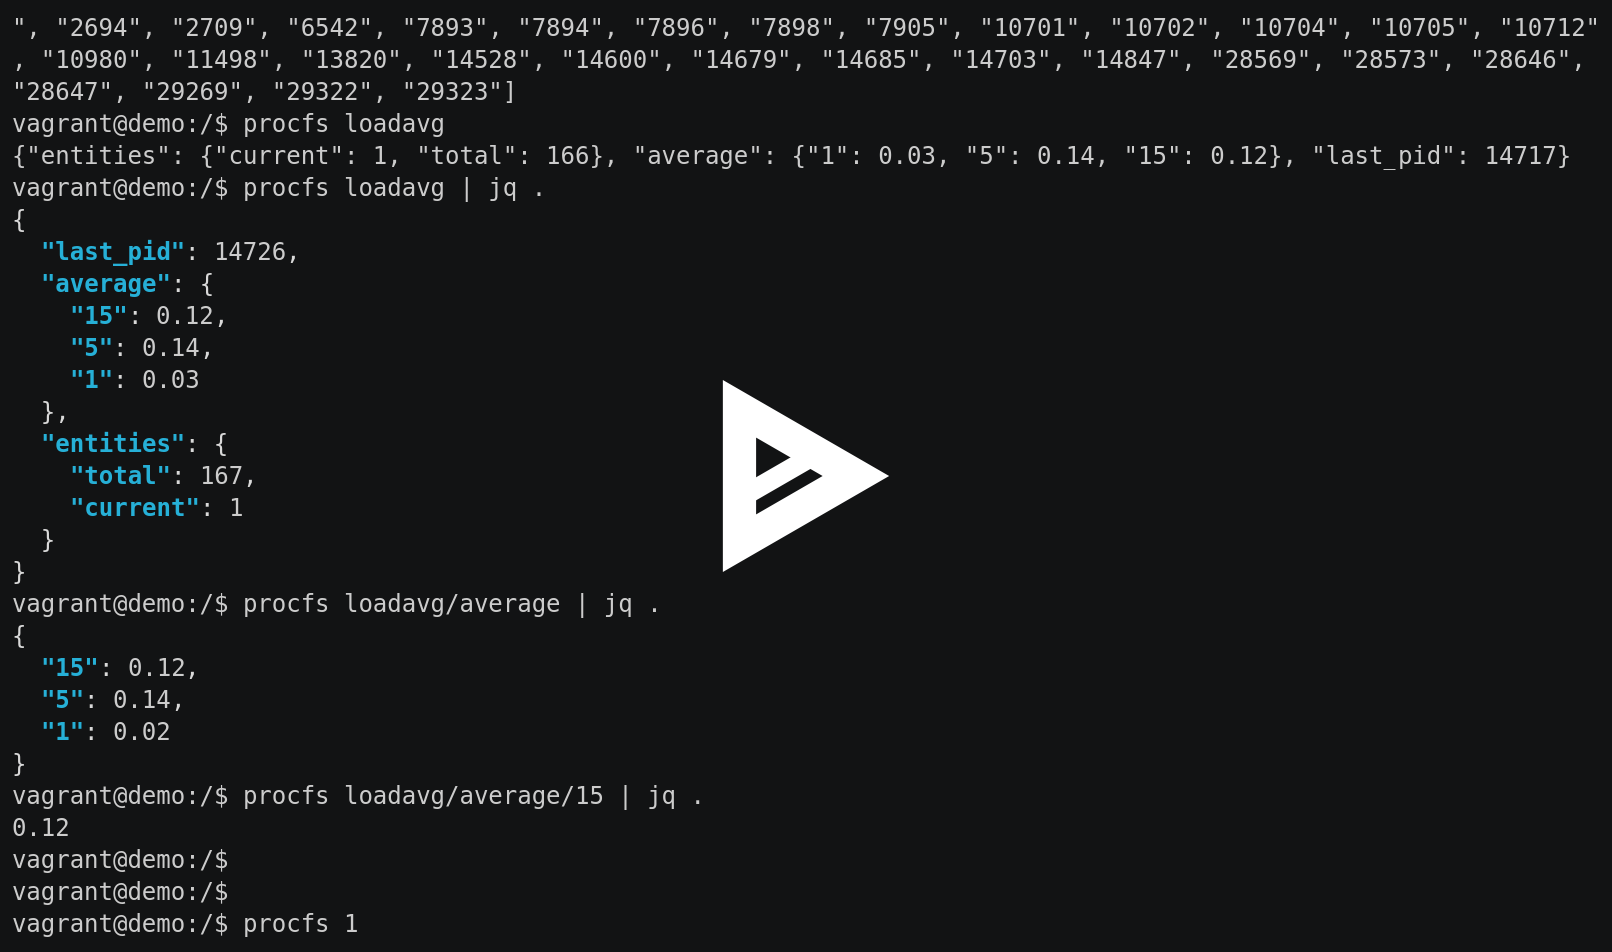 ", "2694", "2709", "6542", "7893", "7894", "7896", "7898", "7905", "10701", "10702", "10704", "10705", "10712"
, "10980", "11498", "13820", "14528", "14600", "14679", "14685", "14703", "14847", "28569", "28573", "28646",
"28647", "29269", "29322", "29323"]
vagrant@demo:/$ procfs loadavg
{"entities": {"current": 1, "total": 166}, "average": {"1": 0.03, "5": 0.14, "15": 0.12}, "last_pid": 14717}
vagrant@demo:/$ procfs loadavg | jq .
{
  "last_pid": 14726,
  "average": {
    "15": 0.12,
    "5": 0.14,
    "1": 0.03
  },
  "entities": {
    "total": 167,
    "current": 1
  }
}
vagrant@demo:/$ procfs loadavg/average | jq .
{
  "15": 0.12,
  "5": 0.14,
  "1": 0.02
}
vagrant@demo:/$ procfs loadavg/average/15 | jq .
0.12
vagrant@demo:/$
vagrant@demo:/$
vagrant@demo:/$ procfs 1